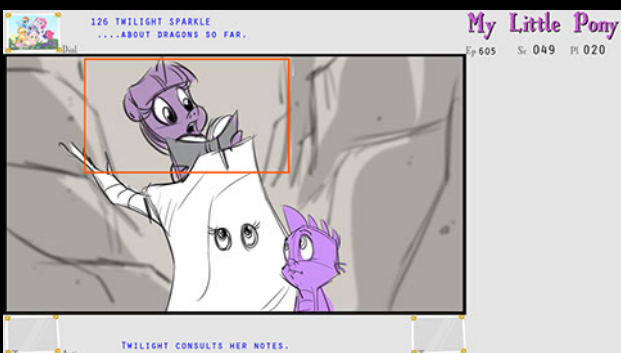 126 TWILIGHT SPARKLE
....ABOUT DRAGONS SO FAR.
My Little Pony
Dial
Ep 605 Sc 049 Pl 020
TWILIGHT CONSULTS HER NOTES.